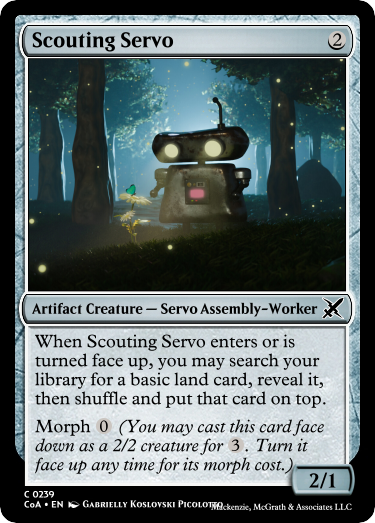 Scouting Servo 2
Artifact Creature — Servo Assembly-Worker
When Scouting Servo enters or is
turned face up, you may search your
library for a basic land card, reveal it,
then shuffle and put that card on top.
Morph 0 (You may cast this card face
down as a 2/2 creature for 3. Turn it
face up any time for its morph cost.)
2/1
C 0239
CoA • EN Gabrielly Koslovski Picolotto
Mackenzie, McGrath & Associates LLC